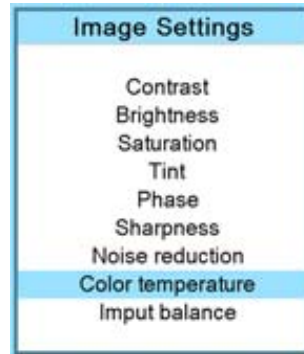 Image Settings
Contrast
Brightness
Saturation
Tint
Phase
Sharpness
Noise reduction
Color temperature
Imput balance